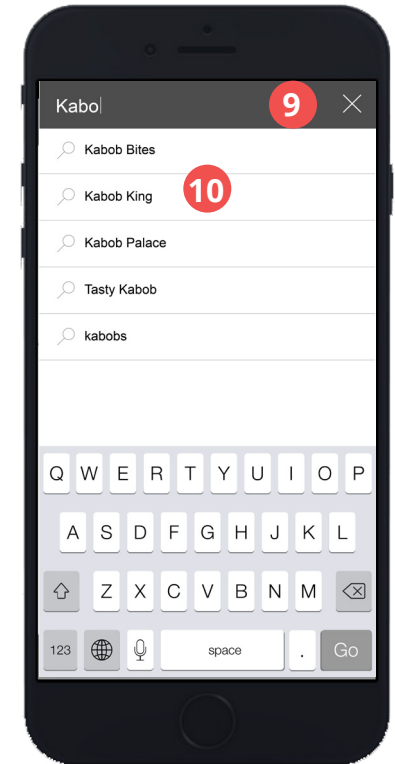 Kabo 9
Kabob Bites
Kabob King 10
Kabob Palace
Tasty Kabob
kabobs
Q W E R T Y U I O P
A S D F G H J K L
Z X C V B N M
123 space . Go